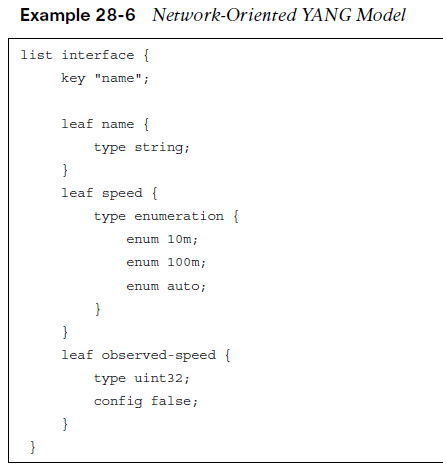 Example 28-6 Network-Oriented YANG Model
list interface {
key "name";
leaf name {
type string;
}
leaf speed {
type enumeration {
enum 10m;
enum 100m;
enum auto;
}
}
leaf observed-speed {
type uint32;
config false;
}
}